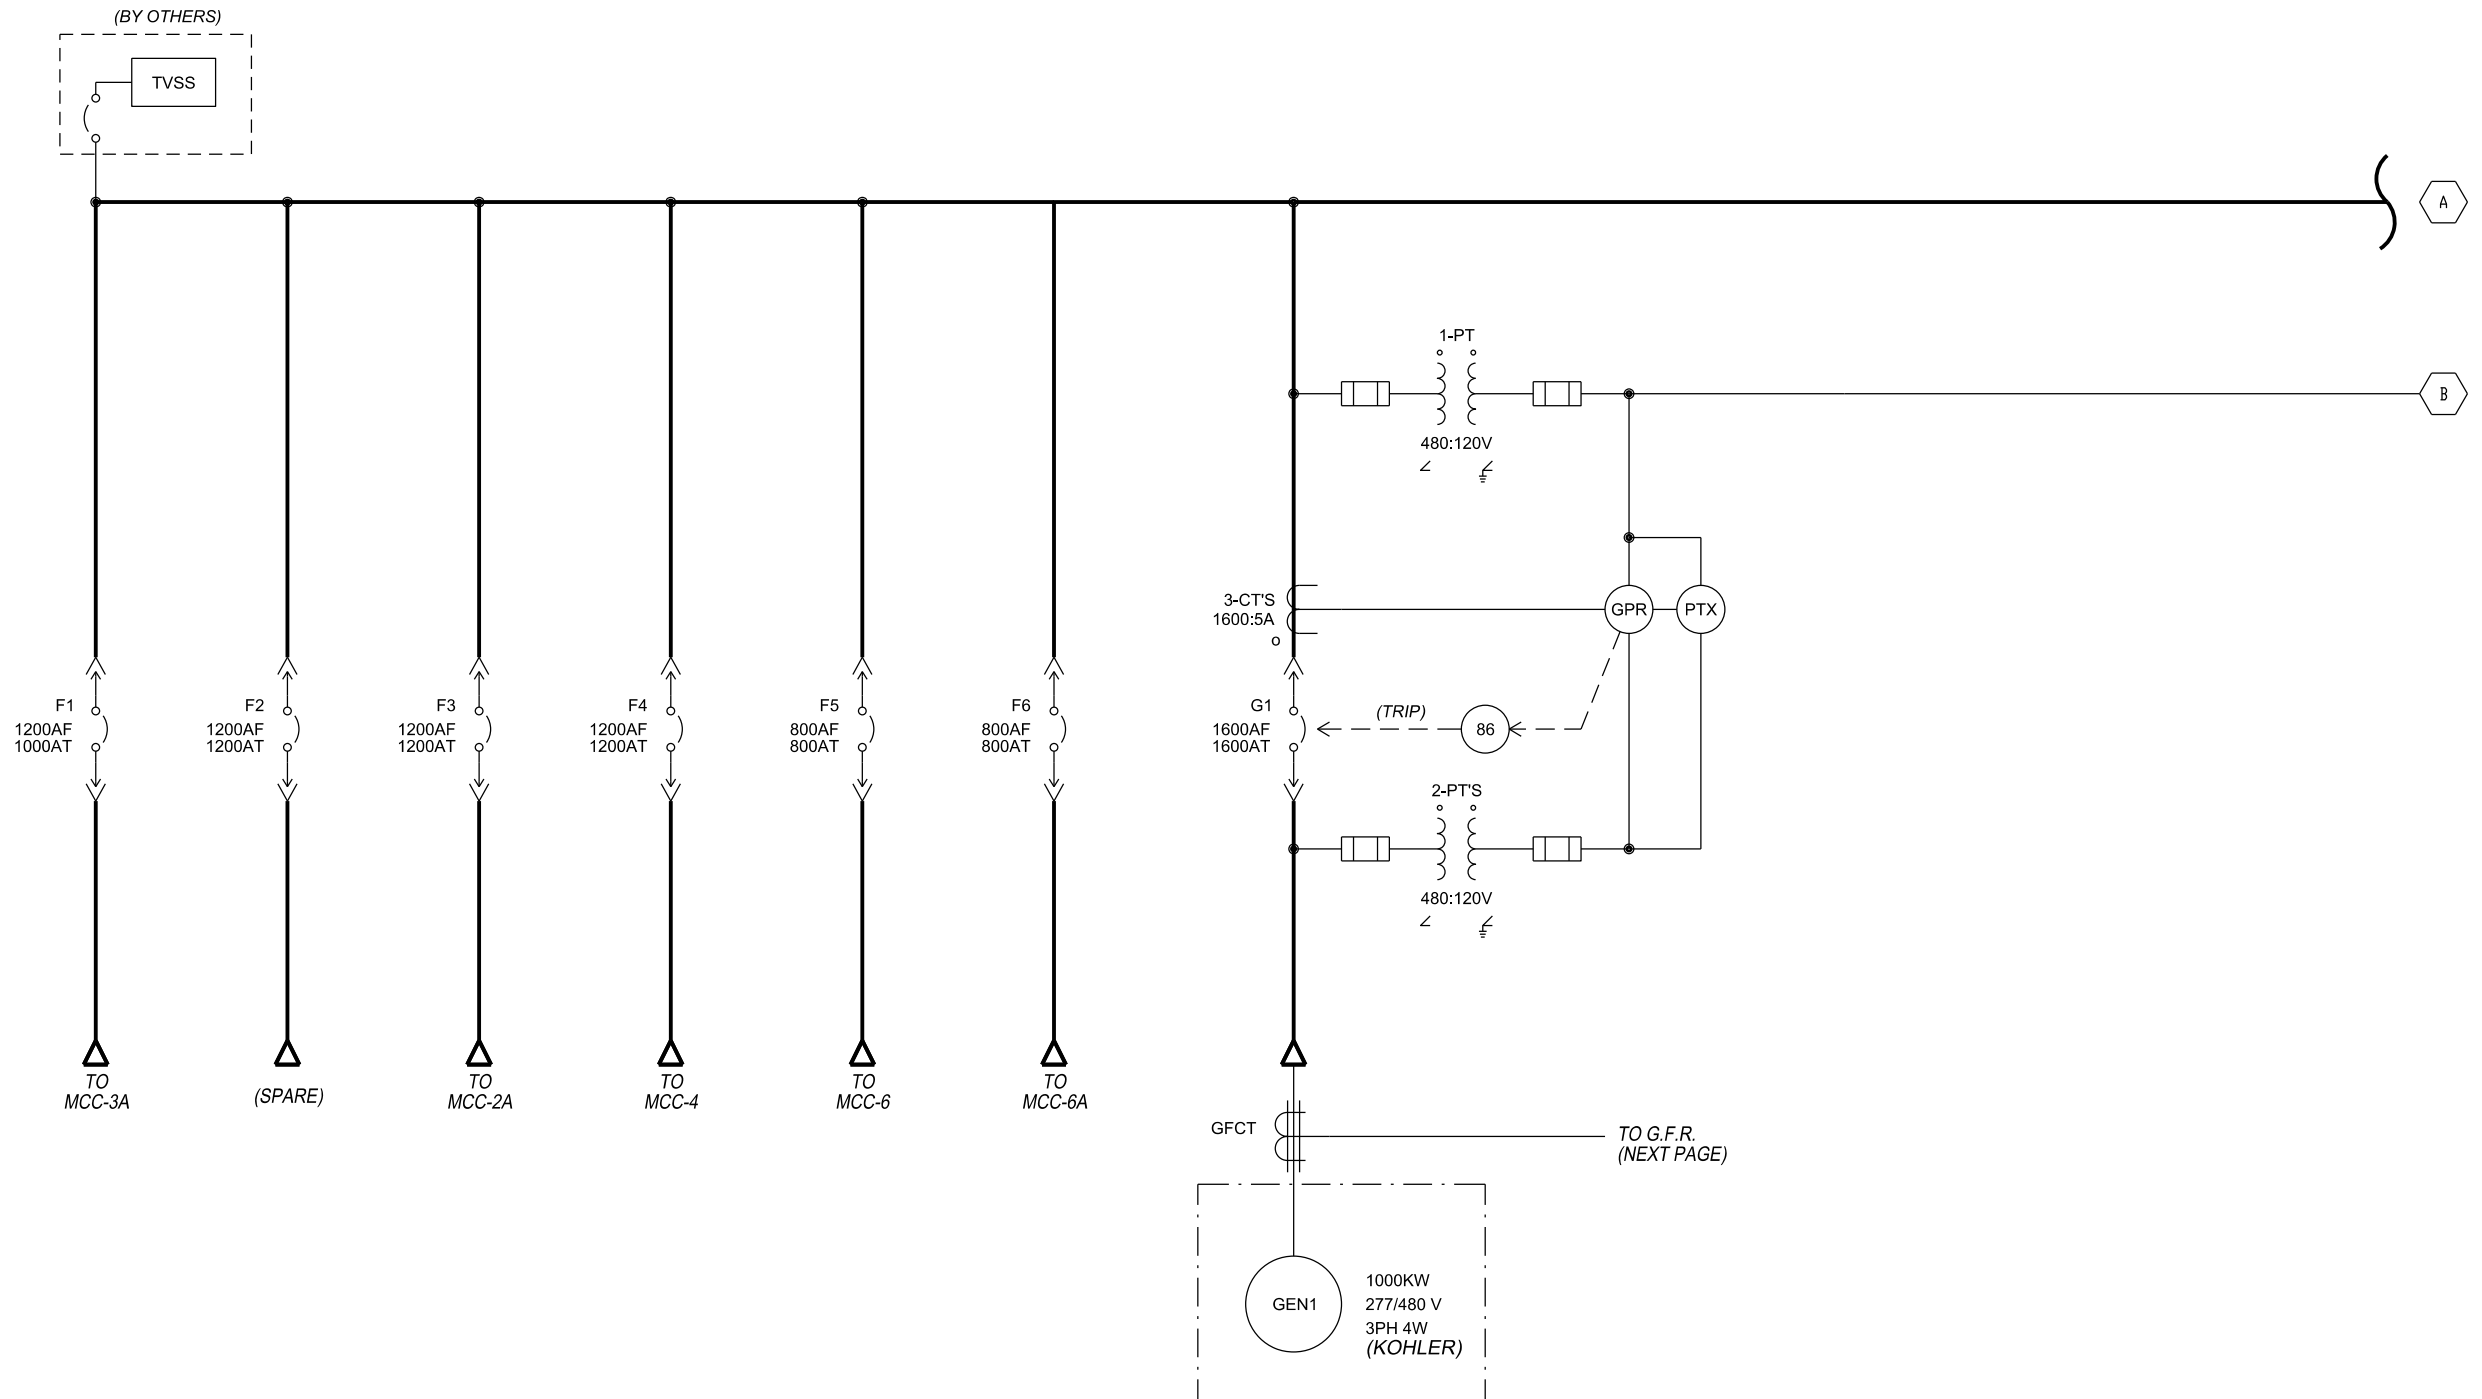 (BY OTHERS)
TVSS
A
1-PT
B
480:120V
3-CT'S
1600:5A
GPR
PTX
F1
1200AF
1000AT
F2
1200AF
1200AT
F3
1200AF
1200AT
F4
1200AF
1200AT
F5
800AF
800AT
F6
800AF
800AT
G1
1600AF
1600AT
(TRIP)
86
2-PT'S
480:120V
TO
MCC-3A
(SPARE)
TO
MCC-2A
TO
MCC-4
TO
MCC-6
TO
MCC-6A
GFCT
TO G.F.R.
(NEXT PAGE)
GEN1
1000KW
277/480 V
3PH 4W
(KOHLER)